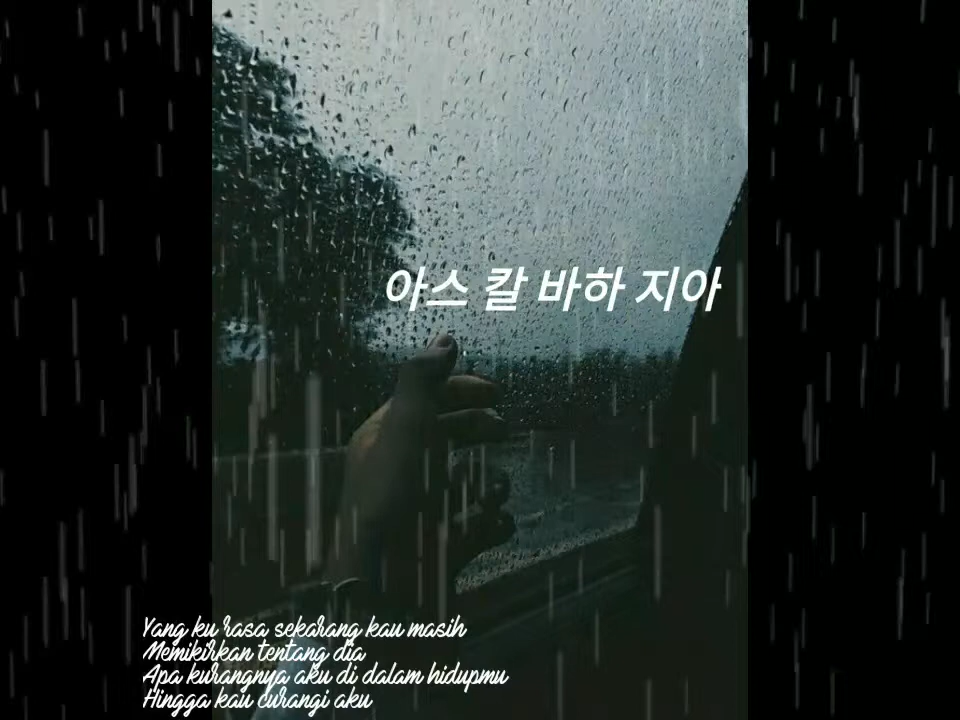 아스 칼 바하 지아
Yang ku rasa sekarang kau masih
Memikirkan tentang dia
Apa kurangnya aku di dalam hidupmu
Hingga kau curangi aku